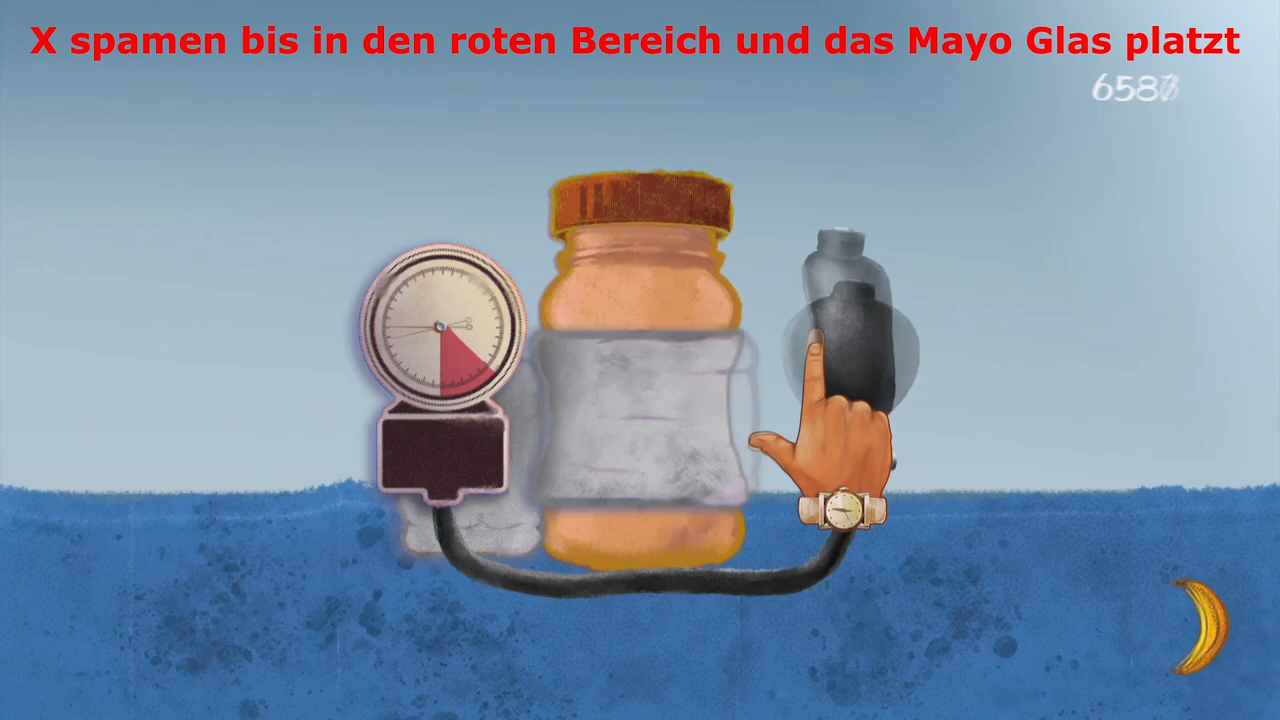 X spamen bis in den roten Bereich und das Mayo Glas platzt